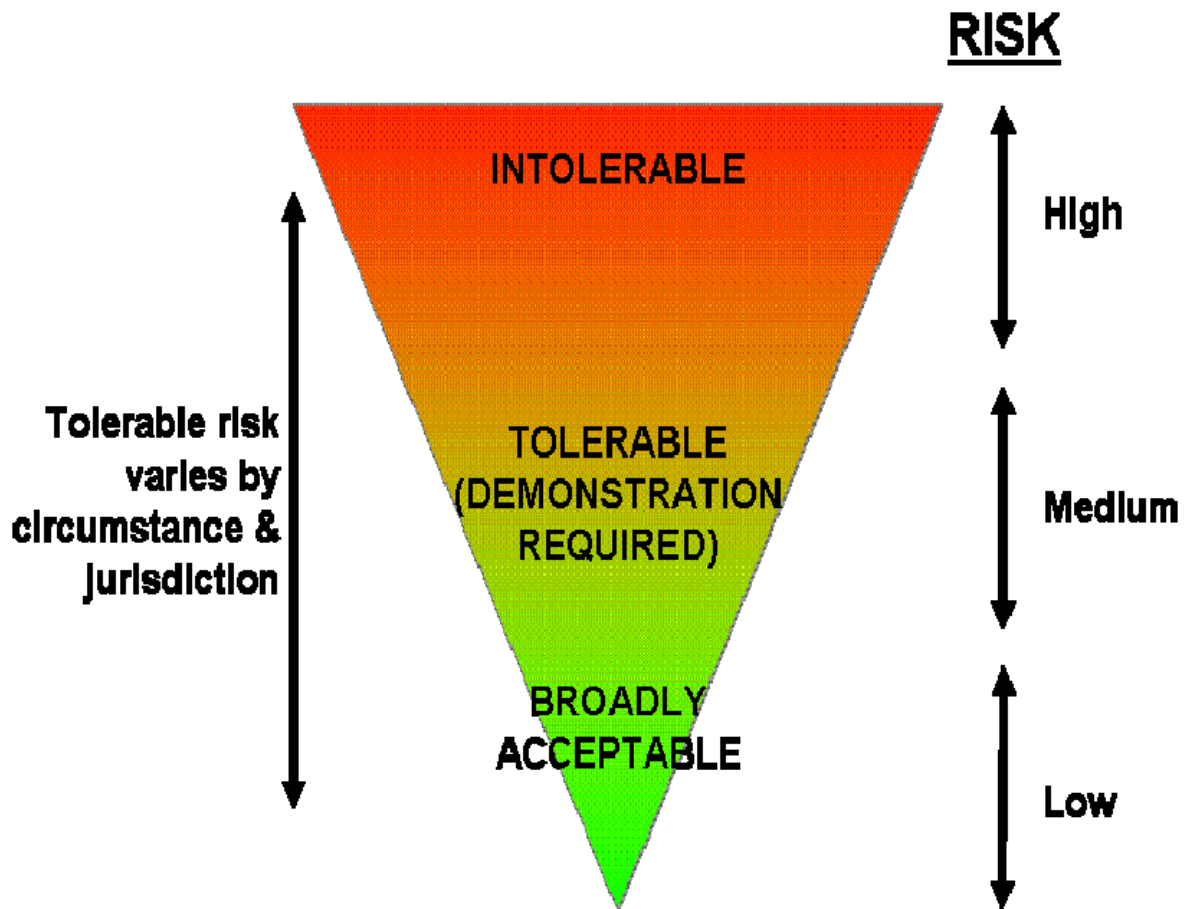 RISK
INTOLERABLE
High
Tolerable risk
varies by
circumstance &
jurisdiction
TOLERABLE
(DEMONSTRATION
REQUIRED)
Medium
BROADLY
ACCEPTABLE
Low